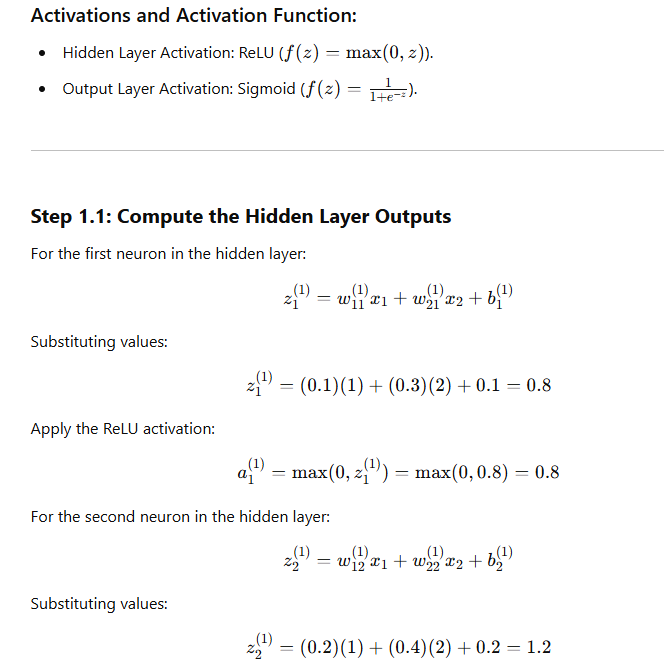 Activations and Activation Function:
• Hidden Layer Activation: ReLU (f(z) = max(0, z)).
• Output Layer Activation: Sigmoid (f(z) = \frac{1}{1+e^{-z}}).
Step 1.1: Compute the Hidden Layer Outputs
For the first neuron in the hidden layer:
z_1^{(1)} = w_{11}^{(1)} x_1 + w_{21}^{(1)} x_2 + b_1^{(1)}
Substituting values:
z_1^{(1)} = (0.1)(1) + (0.3)(2) + 0.1 = 0.8
Apply the ReLU activation:
a_1^{(1)} = max(0, z_1^{(1)}) = max(0, 0.8) = 0.8
For the second neuron in the hidden layer:
z_2^{(1)} = w_{12}^{(1)} x_1 + w_{22}^{(1)} x_2 + b_2^{(1)}
Substituting values:
z_2^{(1)} = (0.2)(1) + (0.4)(2) + 0.2 = 1.2